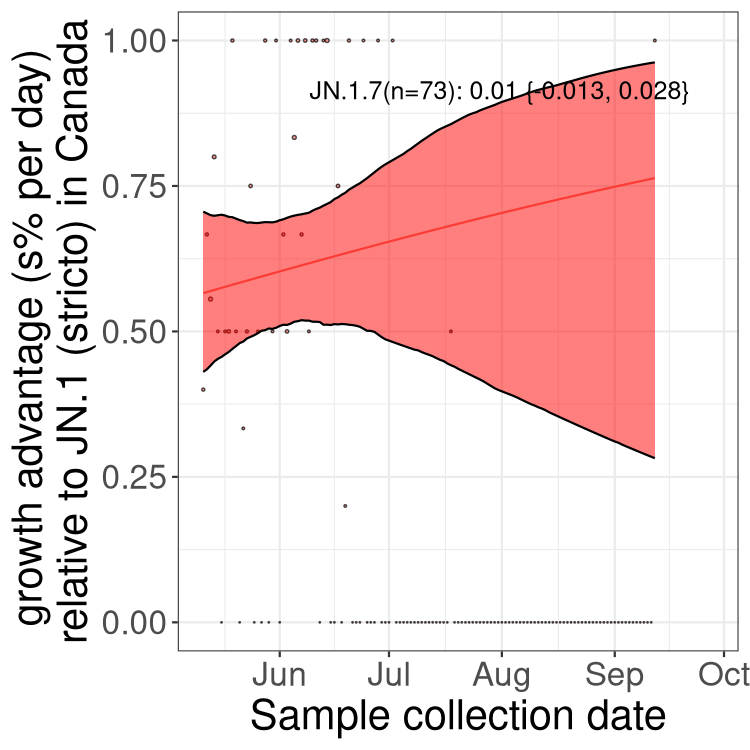 growth advantage (s% per day)
relative to JN.1 (stricto) in Canada
1.00
0.75
0.50
0.25
0.00
JN.1.7(n=73): 0.01 {-0.013, 0.028}
Jun Jul Aug Sep Oct
Sample collection date